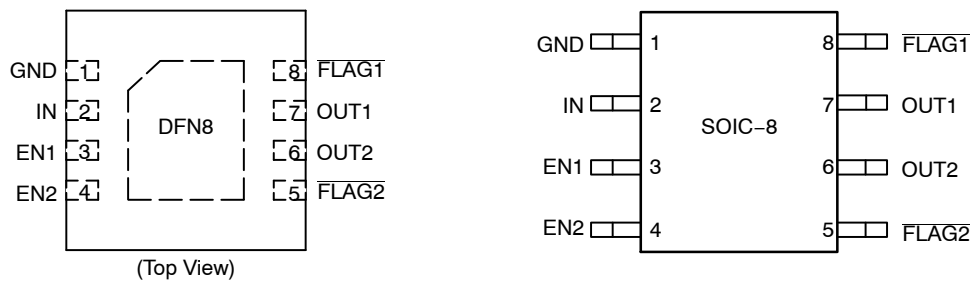 GND 1 8 FLAG1
IN 2 7 OUT1
EN1 3 6 OUT2
EN2 4 5 FLAG2
DFN8
(Top View)
GND 1 8 FLAG1
IN 2 7 OUT1
EN1 3 6 OUT2
EN2 4 5 FLAG2
SOIC−8